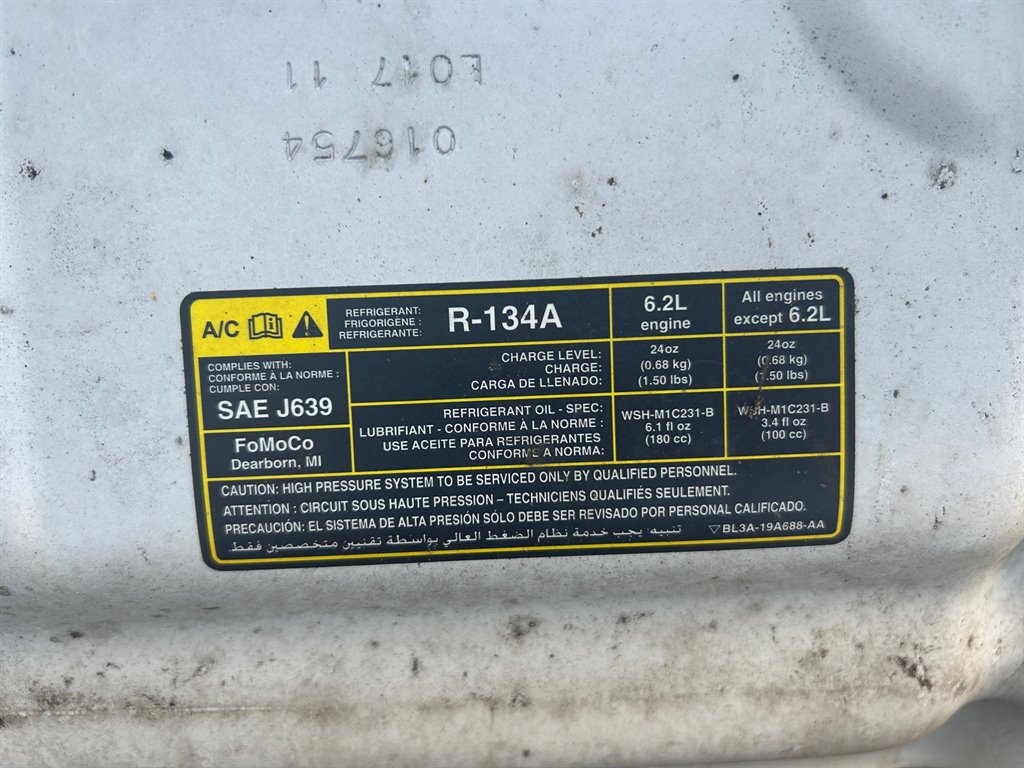 L017 11
016754
A/C
REFRIGERANT:
FRIGORIGÈNE:
REFRIGERANTE:
R-134A
6.2L
engine
All engines
except 6.2L
COMPLIES WITH:
CONFORME À LA NORME :
CUMPLE CON:
SAE J639
CHARGE LEVEL:
CHARGE:
CARGA DE LLENADO:
24oz
(0.68 kg)
(1.50 lbs)
24oz
(0.68 kg)
(1.50 lbs)
FoMoCo
Dearborn, MI
REFRIGERANT OIL - SPEC:
LUBRIFIANT - CONFORME À LA NORME :
USE ACEITE PARA REFRIGERANTES
CONFORME A NORMA:
WSH-M1C231-B
6.1 fl oz
(180 cc)
WSH-M1C231-B
3.4 fl oz
(100 cc)
CAUTION: HIGH PRESSURE SYSTEM TO BE SERVICED ONLY BY QUALIFIED PERSONNEL.
ATTENTION : CIRCUIT SOUS HAUTE PRESSION – TECHNICIENS QUALIFIÉS SEULEMENT.
PRECAUCIÓN: EL SISTEMA DE ALTA PRESIÓN SÓLO DEBE SER REVISADO POR PERSONAL CALIFICADO.
تنبيه: يجب خدمة نظام الضغط العالي بواسطة تقنيين متخصصين فقط.
BL3A-19A688-AA